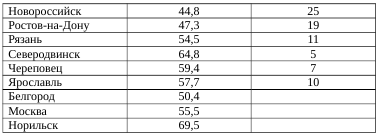 Новороссийск 44,8 25
Ростов-на-Дону 47,3 19
Рязань 54,5 11
Северодвинск 64,8 5
Череповец 59,4 7
Ярославль 57,7 10
Белгород 50,4
Москва 55,5
Норильск 69,5